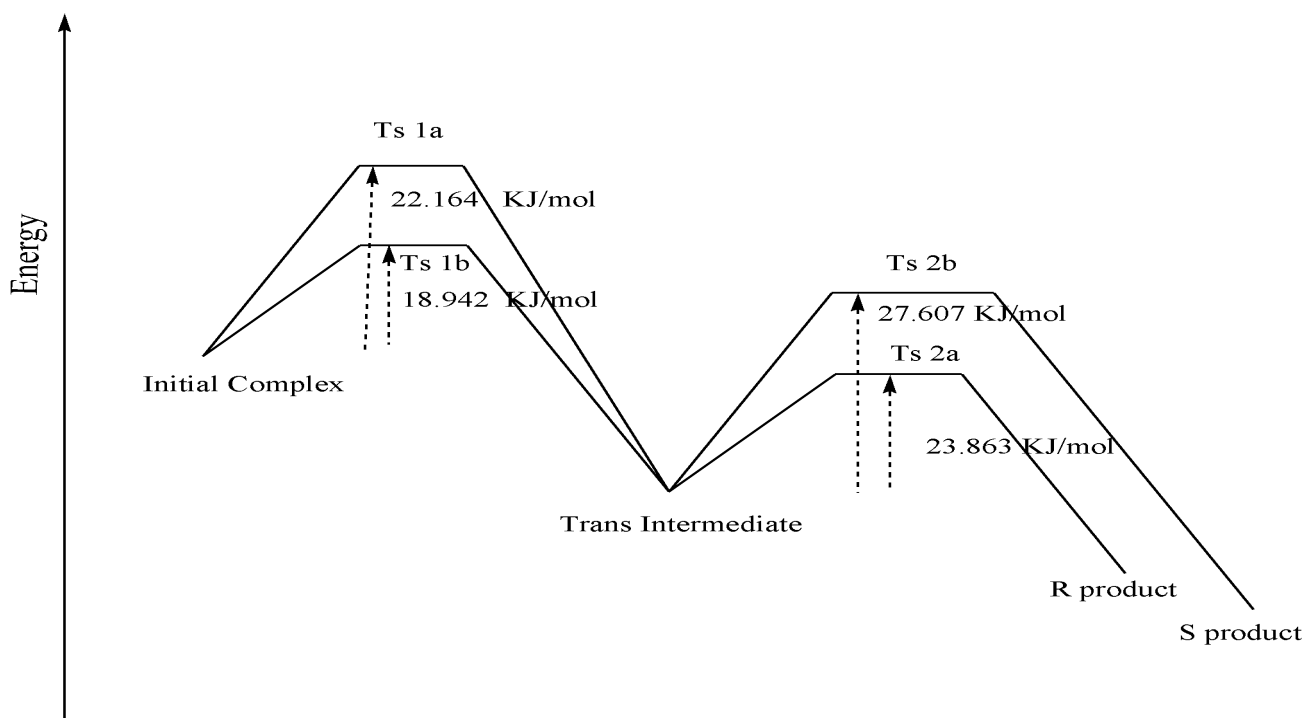 Ts 1a
22.164 KJ/mol
Ts 1b
18.942 KJ/mol
Initial Complex
Energy
Ts 2b
27.607 KJ/mol
Ts 2a
23.863 KJ/mol
Trans Intermediate
R product
S product